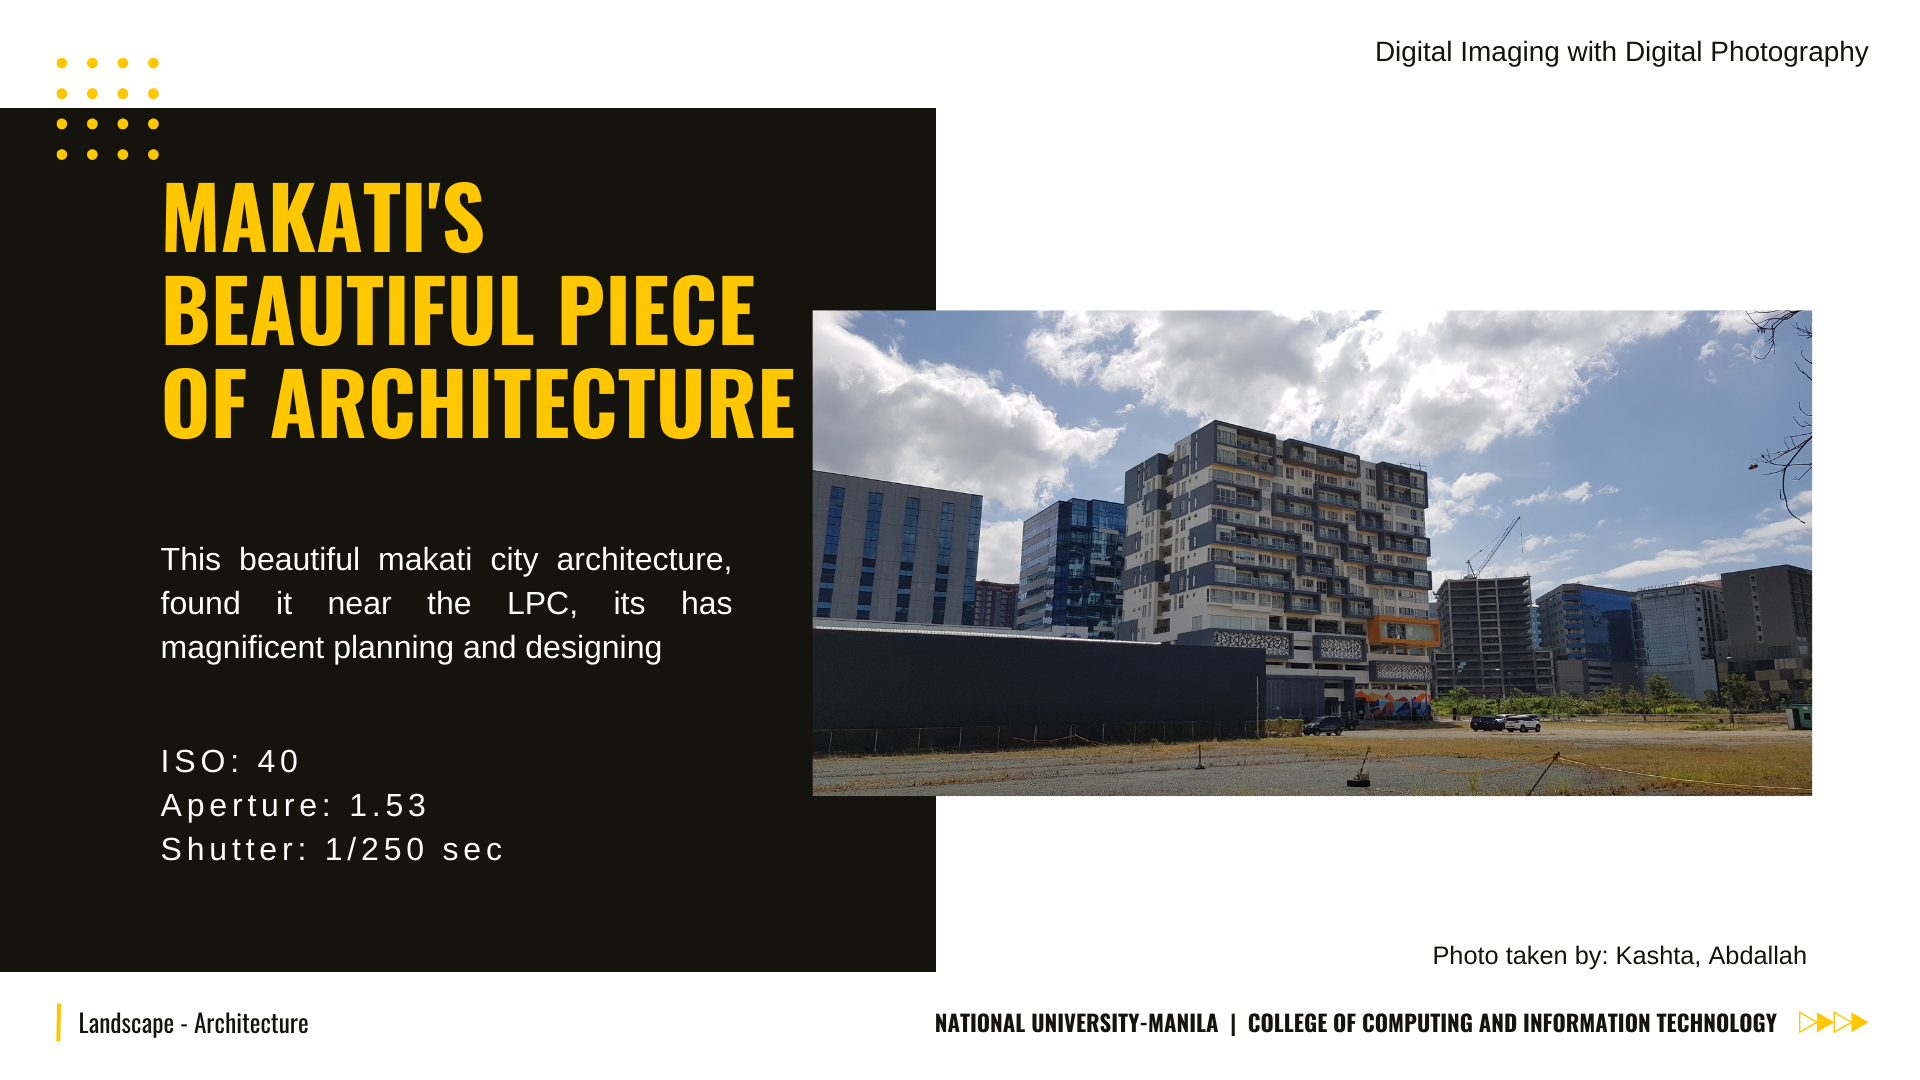 Digital Imaging with Digital Photography
MAKATI'S
BEAUTIFUL PIECE
OF ARCHITECTURE
This beautiful makati city architecture,
found it near the LPC, its has
magnificent planning and designing
ISO: 40
Aperture: 1.53
Shutter: 1/250 sec
Photo taken by: Kashta, Abdallah
Landscape - Architecture
NATIONAL UNIVERSITY-MANILA | COLLEGE OF COMPUTING AND INFORMATION TECHNOLOGY